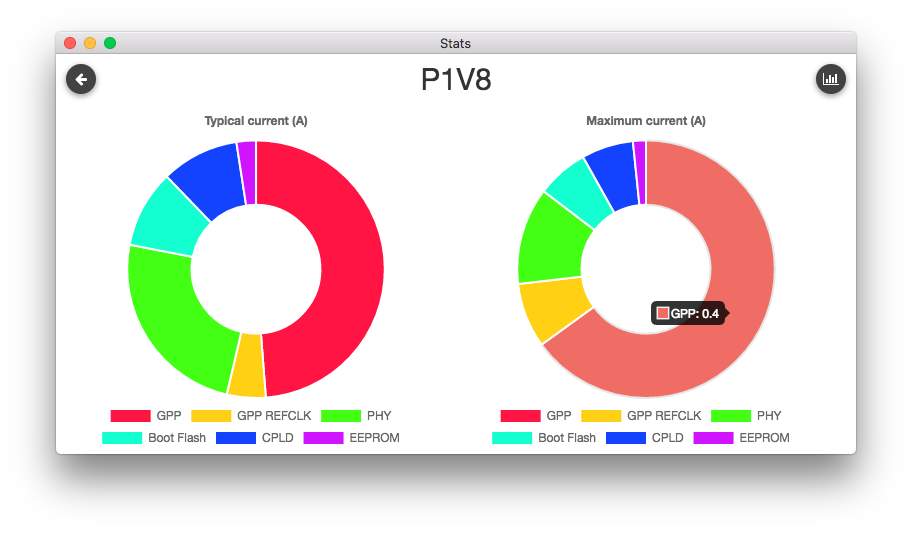 Stats
P1V8
Typical current (A)
Maximum current (A)
GPP: 0.4
GPP GPP REFCLK PHY
Boot Flash CPLD EEPROM
GPP GPP REFCLK PHY
Boot Flash CPLD EEPROM